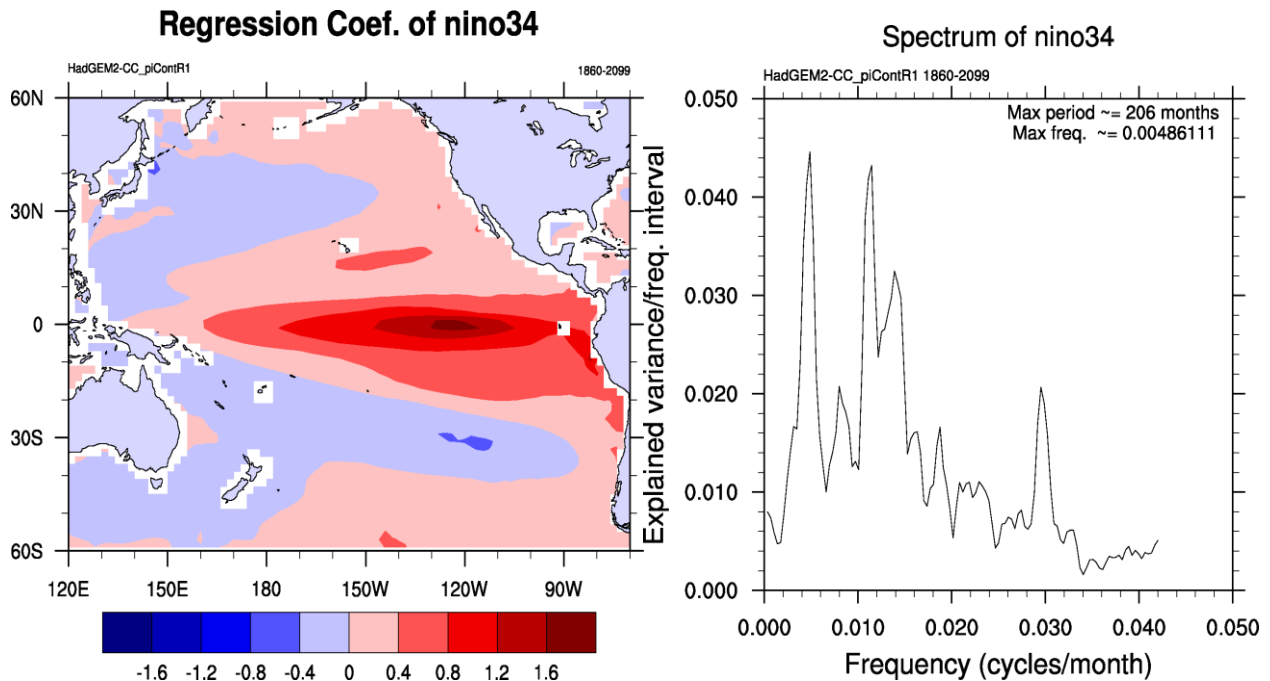 Regression Coef. of nino34
HadGEM2-CC_piContR1 1860-2099
60N
30N
0
30S
60S
120E 150E 180 150W 120W 90W
-1.6 -1.2 -0.8 -0.4 0 0.4 0.8 1.2 1.6
Spectrum of nino34
HadGEM2-CC_piContR1 1860-2099
Max period ~= 206 months
Max freq. ~= 0.00486111
Explained variance/freq. interval
0.050
0.040
0.030
0.020
0.010
0.000
0.000 0.010 0.020 0.030 0.040 0.050
Frequency (cycles/month)